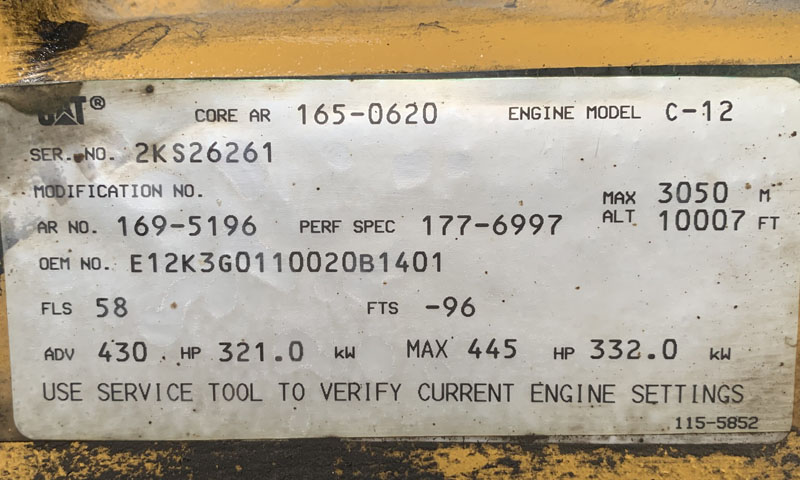 CAT® CORE AR 165-0620 ENGINE MODEL C-12
SER. NO. 2KS26261
MODIFICATION NO.
MAX ALT 3050 M 10007 FT
AR NO. 169-5196 PERF SPEC 177-6997
OEM NO. E12K3G0110020B1401
FLS 58 FTS -96
ADV 430 HP 321.0 kW MAX 445 HP 332.0 kW
USE SERVICE TOOL TO VERIFY CURRENT ENGINE SETTINGS
115-5852